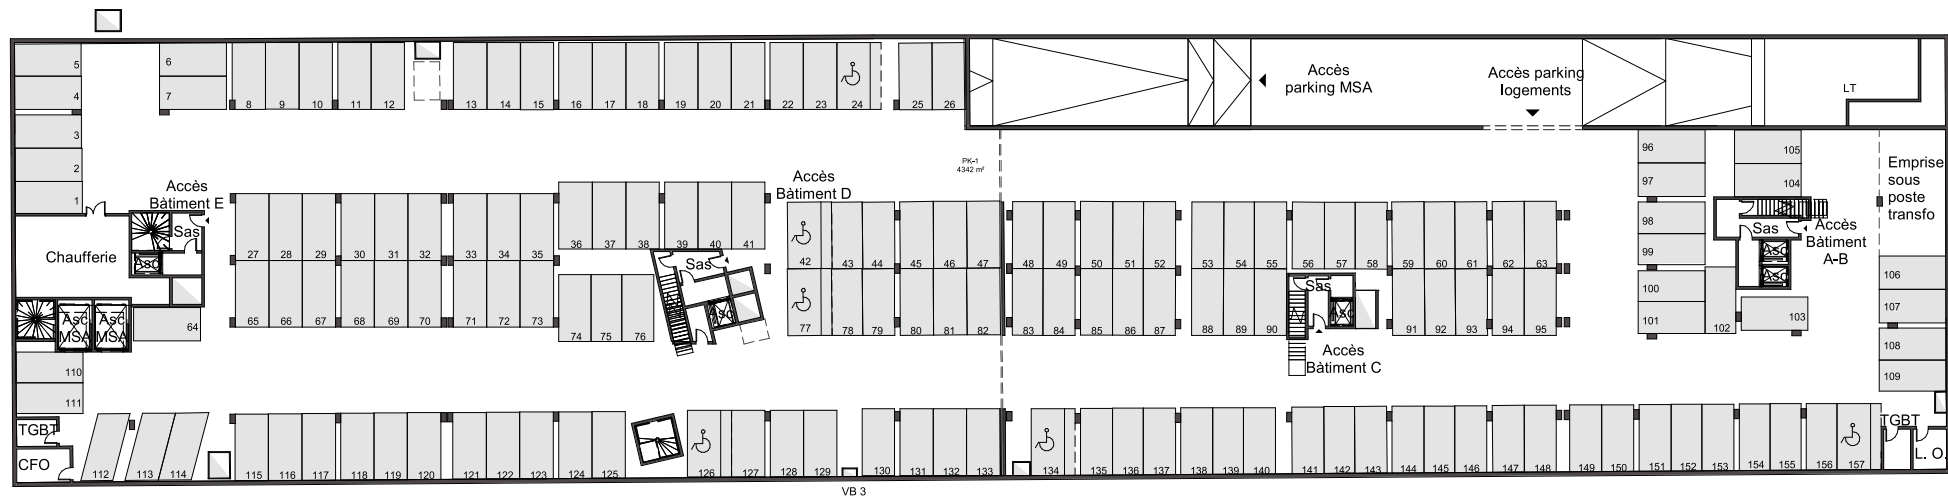 5
4
3
2
1
6
7
8 9 10 11 12 13 14 15 16 17 18 19 20 21 22 23 24 25 26
Accès
parking MSA
Accès parking
logements
LT
PK-1
4342 m²
Accès
Bàtiment E
Sas
Chaufferie
Asc
Asc
MSA
Asc
MSA
64
27 28 29 30 31 32 33 34 35
36 37 38 39 40 41
Accès
Bàtiment D
Sas
Asc
42 43 44 45 46 47 48 49 50 51 52 53 54 55 56 57 58 59 60 61 62 63
65 66 67 68 69 70 71 72 73
74 75 76
77 78 79 80 81 82 83 84 85 86 87 88 89 90
Sas
Asc
91 92 93 94 95
Accès
Bàtiment C
96
97
98
99
100
101
102
103
105
104
Sas
Asc
Asc
Accès
Bàtiment
A-B
Emprise
sous
poste
transfo
106
107
108
109
110
111
TGBT
CFO
112 113 114 115 116 117 118 119 120 121 122 123 124 125 126 127 128 129 130 131 132 133 134 135 136 137 138 139 140 141 142 143 144 145 146 147 148 149 150 151 152 153 154 155 156 157
TGBT
L. O.
VB 3